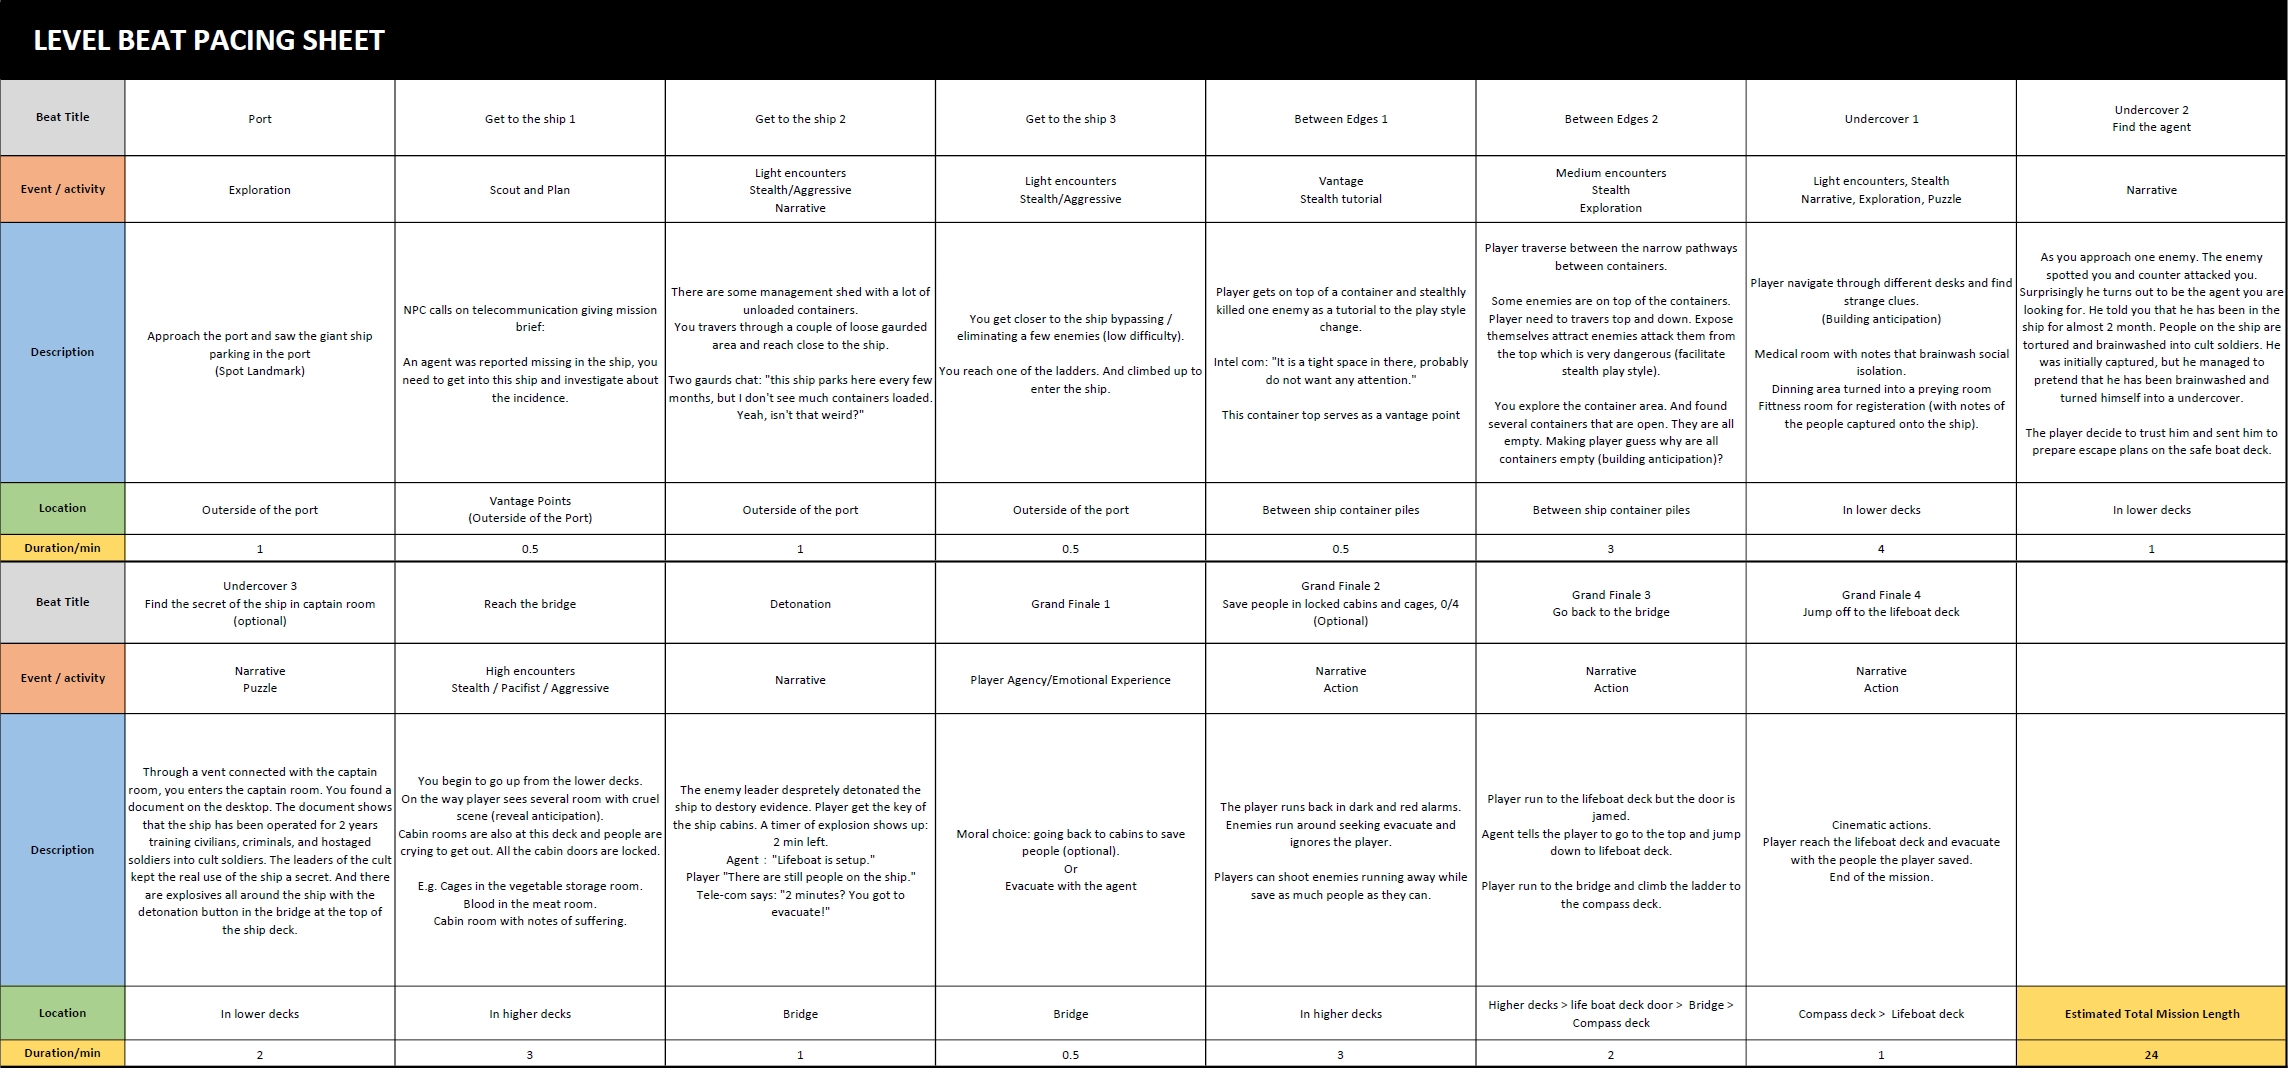 LEVEL BEAT PACING SHEET
Beat Title
Port
Get to the ship 1
Get to the ship 2
Get to the ship 3
Between Edges 1
Between Edges 2
Undercover 1
Undercover 2
Find the agent
Event / activity
Exploration
Scout and Plan
Light encounters
Stealth/Aggressive
Narrative
Light encounters
Stealth/Aggressive
Vantage
Stealth tutorial
Medium encounters
Stealth
Exploration
Light encounters, Stealth
Narrative, Exploration, Puzzle
Narrative
Description
Approach the port and saw the giant ship
parking in the port
(Spot Landmark)
NPC calls on telecommunication giving mission
brief:
An agent was reported missing in the ship, you
need to get into this ship and investigate about
the incidence.
There are some management shed with a lot of
unloaded containers.
You travers through a couple of loose gaurded
area and reach close to the ship.
Two gaurds chat: "this ship parks here every few
months, but I don't see much containers loaded.
Yeah, isn't that weird?"
You get closer to the ship bypassing /
eliminating a few enemies (low difficulty).
You reach one of the ladders. And climbed up to
enter the ship.
Player gets on top of a container and stealthly
killed one enemy as a tutorial to the play style
change.
Intel com: "It is a tight space in there, probably
do not want any attention."
This container top serves as a vantage point
Player traverse between the narrow pathways
between containers.
Some enemies are on top of the containers.
Player need to travers top and down. Expose
themselves attract enemies attack them from
the top which is very dangerous (facilitate
stealth play style).
You explore the container area. And found
several containers that are open. They are all
empty. Making player guess why are all
containers empty (building anticipation)?
Player navigate through different desks and find
strange clues.
(Building anticipation)
Medical room with notes that brainwash social
isolation.
Dinning area turned into a preying room
Fittness room for registeration (with notes of
the people captured onto the ship).
As you approach one enemy. The enemy
spotted you and counter attacked you.
Surprisingly he turns out to be the agent you are
looking for. He told you that he has been in the
ship for almost 2 month. People on the ship are
tortured and brainwashed into cult soldiers. He
was initially captured, but he managed to
pretend that he has been brainwashed and
turned himself into a undercover.
The player decide to trust him and sent him to
prepare escape plans on the safe boat deck.
Location
Outerside of the port
Vantage Points
(Outerside of the Port)
Outerside of the port
Outerside of the port
Between ship container piles
Between ship container piles
In lower decks
In lower decks
Duration/min
1
0.5
1
0.5
0.5
3
4
1
Beat Title
Undercover 3
Find the secret of the ship in captain room
(optional)
Reach the bridge
Detonation
Grand Finale 1
Grand Finale 2
Save people in locked cabins and cages, 0/4
(Optional)
Grand Finale 3
Go back to the bridge
Grand Finale 4
Jump off to the lifeboat deck
Event / activity
Narrative
Puzzle
High encounters
Stealth / Pacifist / Aggressive
Narrative
Player Agency/Emotional Experience
Narrative
Action
Narrative
Action
Narrative
Action
Description
Through a vent connected with the captain
room, you enters the captain room. You found a
document on the desktop. The document shows
that the ship has been operated for 2 years
training civilians, criminals, and hostaged
soldiers into cult soldiers. The leaders of the cult
kept the real use of the ship a secret. And there
are explosives all around the ship with the
detonation button in the bridge at the top of
the ship deck.
You begin to go up from the lower decks.
On the way player sees several room with cruel
scene (reveal anticipation).
Cabin rooms are also at this deck and people are
crying to get out. All the cabin doors are locked.
E.g. Cages in the vegetable storage room.
Blood in the meat room.
Cabin room with notes of suffering.
The enemy leader despretely detonated the
ship to destory evidence. Player get the key of
the ship cabins. A timer of explosion shows up:
2 min left.
Agent : "Lifeboat is setup."
Player "There are still people on the ship."
Tele-com says: "2 minutes? You got to
evacuate!"
Moral choice: going back to cabins to save
people (optional).
Or
Evacuate with the agent
The player runs back in dark and red alarms.
Enemies run around seeking evacuate and
ignores the player.
Players can shoot enemies running away while
save as much people as they can.
Player run to the lifeboat deck but the door is
jamed.
Agent tells the player to go to the top and jump
down to lifeboat deck.
Player run to the bridge and climb the ladder to
the compass deck.
Cinematic actions.
Player reach the lifeboat deck and evacuate
with the people the player saved.
End of the mission.
Location
In lower decks
In higher decks
Bridge
Bridge
In higher decks
Higher decks > life boat deck door > Bridge >
Compass deck
Compass deck > Lifeboat deck
Estimated Total Mission Length
Duration/min
2
3
1
0.5
3
2
1
24